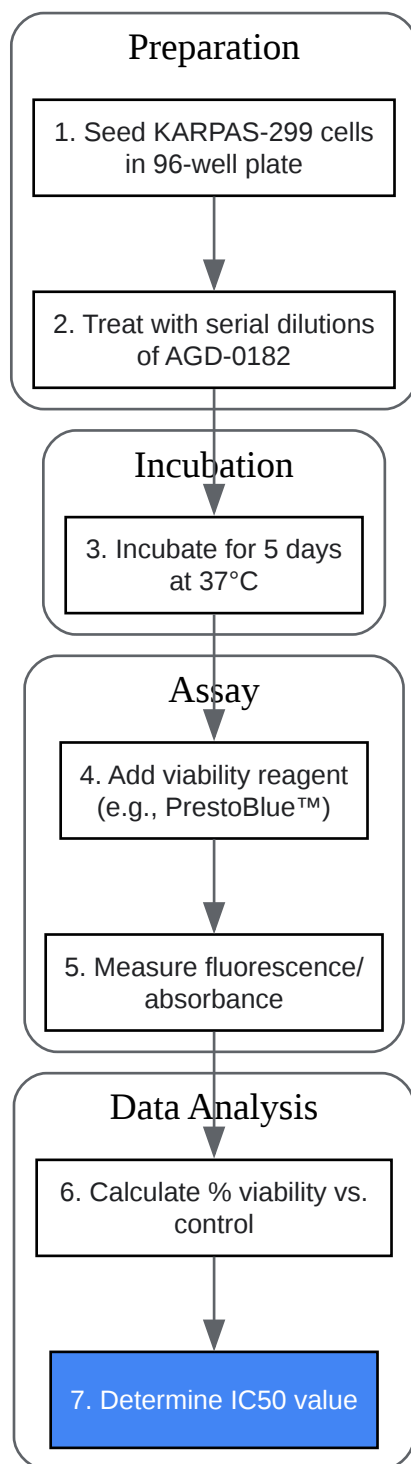 Preparation
1. Seed KARPAS-299 cells
in 96-well plate
2. Treat with serial dilutions
of AGD-0182
Incubation
3. Incubate for 5 days
at 37°C
Assay
4. Add viability reagent
(e.g., PrestoBlue™)
5. Measure fluorescence/
absorbance
Data Analysis
6. Calculate % viability vs.
control
7. Determine IC50 value